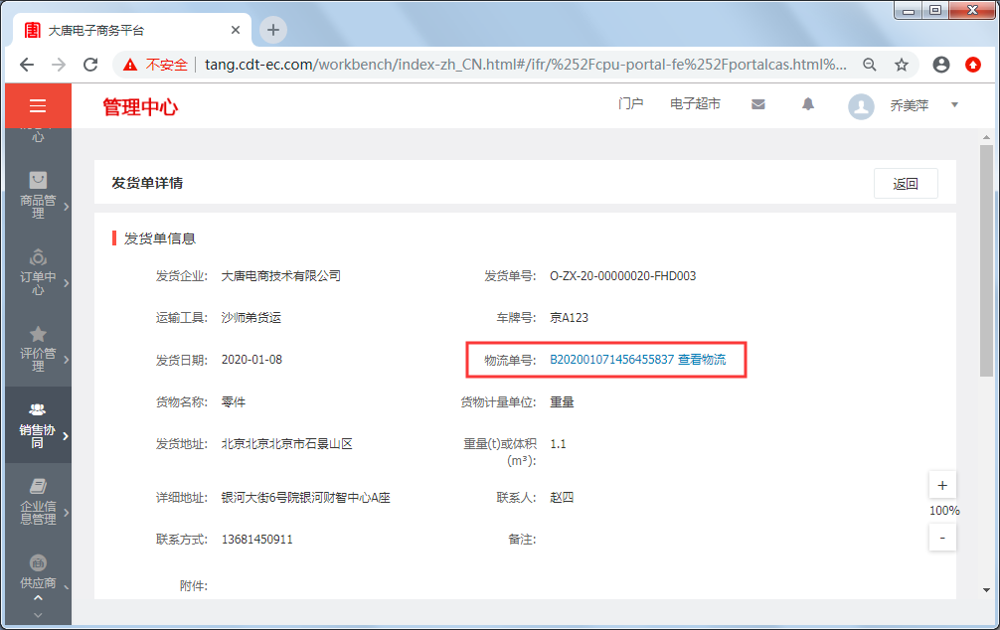 大唐电子商务平台
不安全
tang.cdt-ec.com/workbench/index-zh_CN.html#/ifr/%252Fcpu-portal-fe%252Fportalcas.html%...
管理中心
门户
电子超市
乔美萍
心
商品管
理
订单中
心
评价管
理
销售协
同
企业信
息管理
供应商
发货单详情
返回
发货单信息
发货企业: 大唐电商技术有限公司
发货单号: O-ZX-20-00000020-FHD003
运输工具: 沙师弟货运
车牌号: 京A123
发货日期: 2020-01-08
物流单号: B202001071456455837 查看物流
货物名称: 零件
货物计量单位: 重量
发货地址: 北京北京北京市石景山区
重量(t)或体积 1.1
(m³):
详细地址: 银河大街6号院银河财智中心A座
联系人: 赵四
联系方式: 13681450911
备注:
附件:
+
100%
-